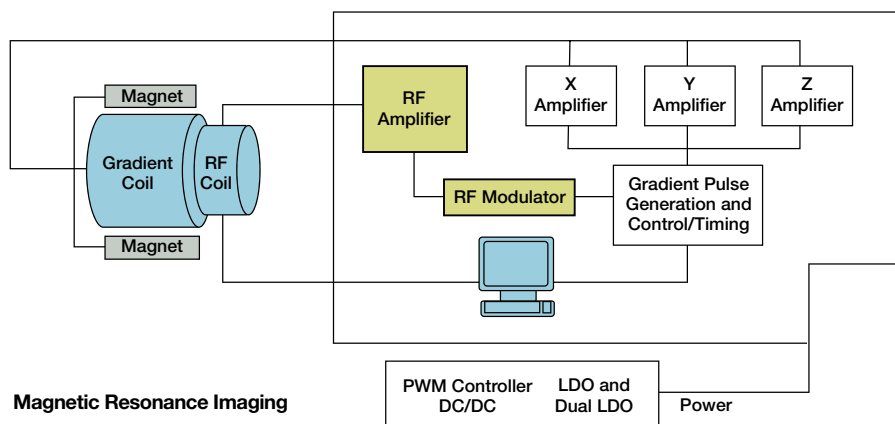 Magnet
Gradient
Coil
RF
Coil
Magnet
RF
Amplifier
X
Amplifier
Y
Amplifier
Z
Amplifier
RF Modulator
Gradient Pulse
Generation and
Control/Timing
Magnetic Resonance Imaging
PWM Controller
DC/DC
LDO and
Dual LDO
Power